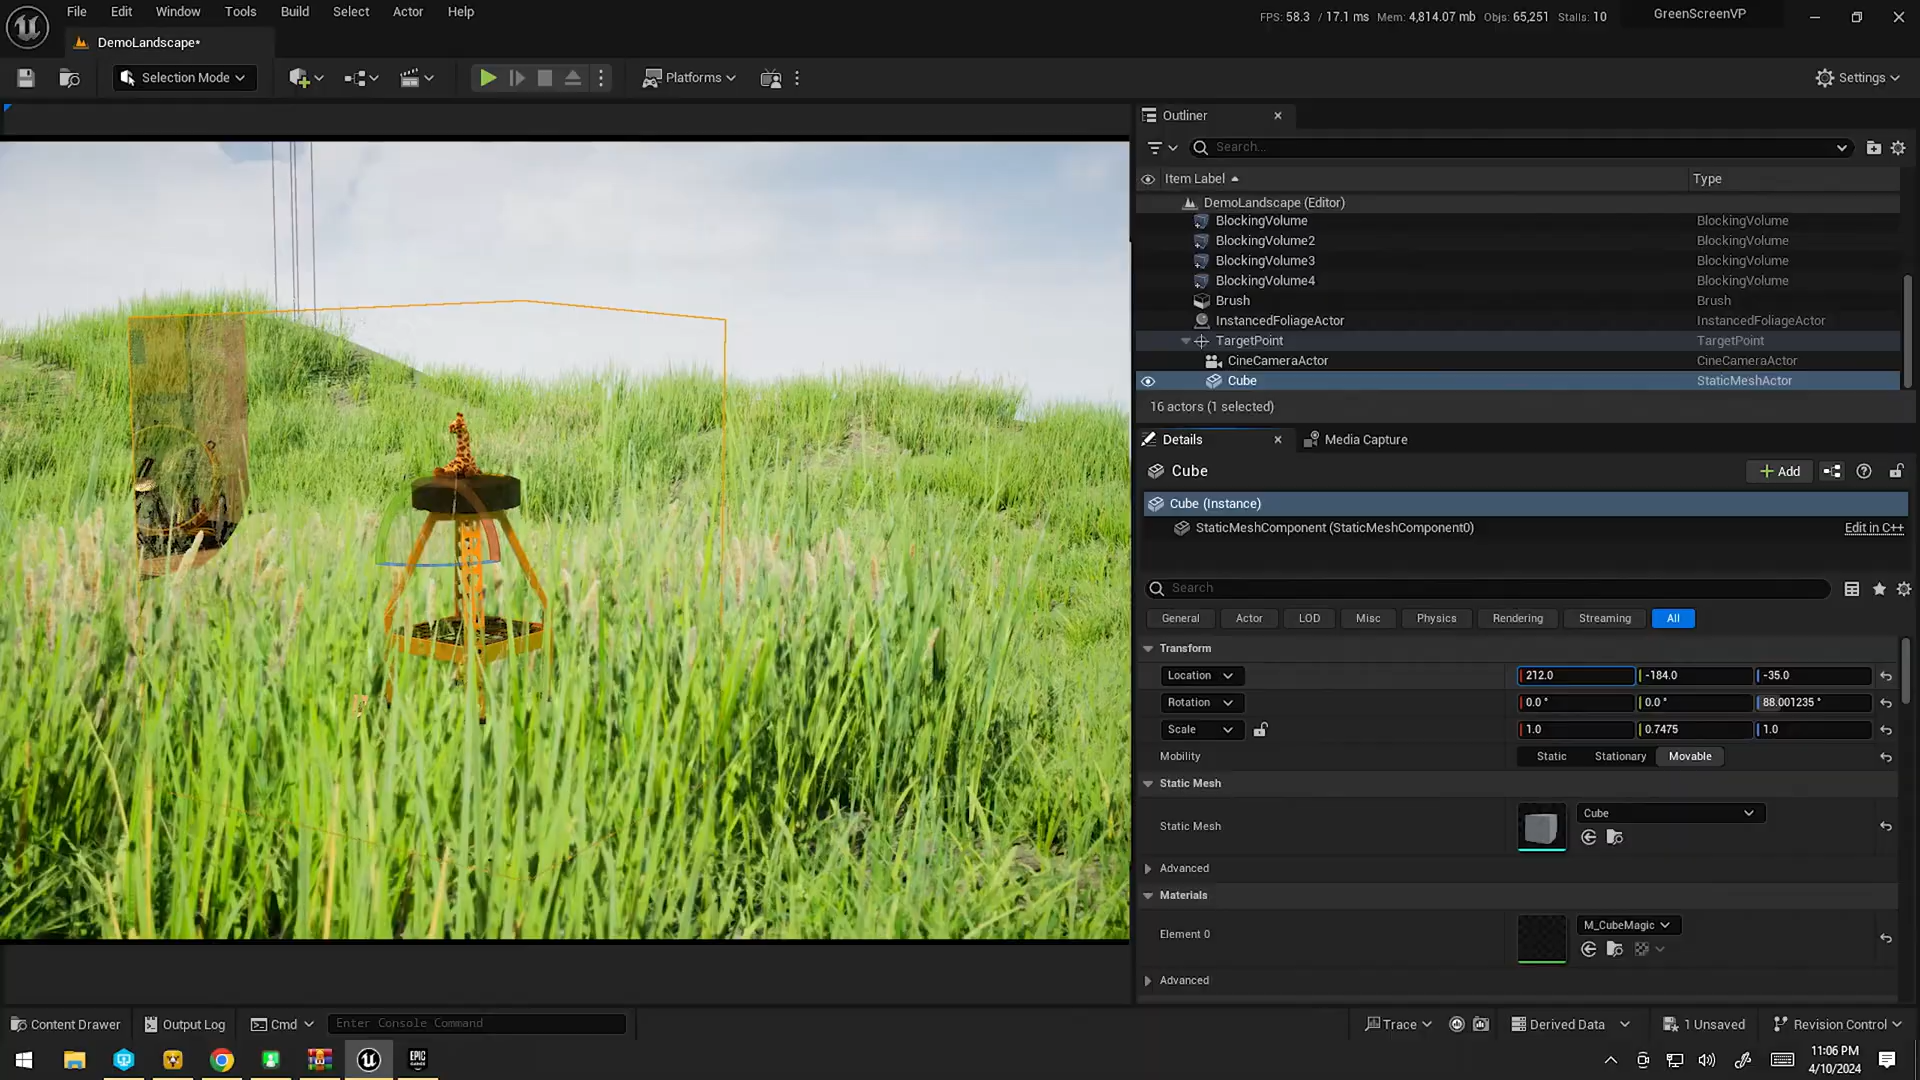 File Edit Window Tools Build Select Actor Help
FPS: 58.3 / 17.1 ms Mem: 4,814.07 mb Objs: 65,251 Stalls: 10
GreenScreenVP
DemoLandscape*
Selection Mode
Platforms
Settings
Outliner
Search...
Item Label Type
DemoLandscape (Editor)
BlockingVolume BlockingVolume
BlockingVolume2 BlockingVolume
BlockingVolume3 BlockingVolume
BlockingVolume4 BlockingVolume
Brush Brush
InstancedFoliageActor InstancedFoliageActor
TargetPoint TargetPoint
CineCameraActor CineCameraActor
Cube StaticMeshActor
16 actors (1 selected)
Details Media Capture
Cube
Add
Cube (Instance)
StaticMeshComponent (StaticMeshComponent0) Edit in C++
Search
General Actor LOD Misc Physics Rendering Streaming All
Transform
Location 212.0 -184.0 -35.0
Rotation 0.0 ° 0.0 ° 88.001235 °
Scale 1.0 0.7475 1.0
Mobility Static Stationary Movable
Static Mesh
Static Mesh Cube
Advanced
Materials
Element 0 M_CubeMagic
Advanced
Content Drawer Output Log Cmd Enter Console Command Trace Derived Data 1 Unsaved Revision Control
EPIC GAMES
11:06 PM
4/10/2024